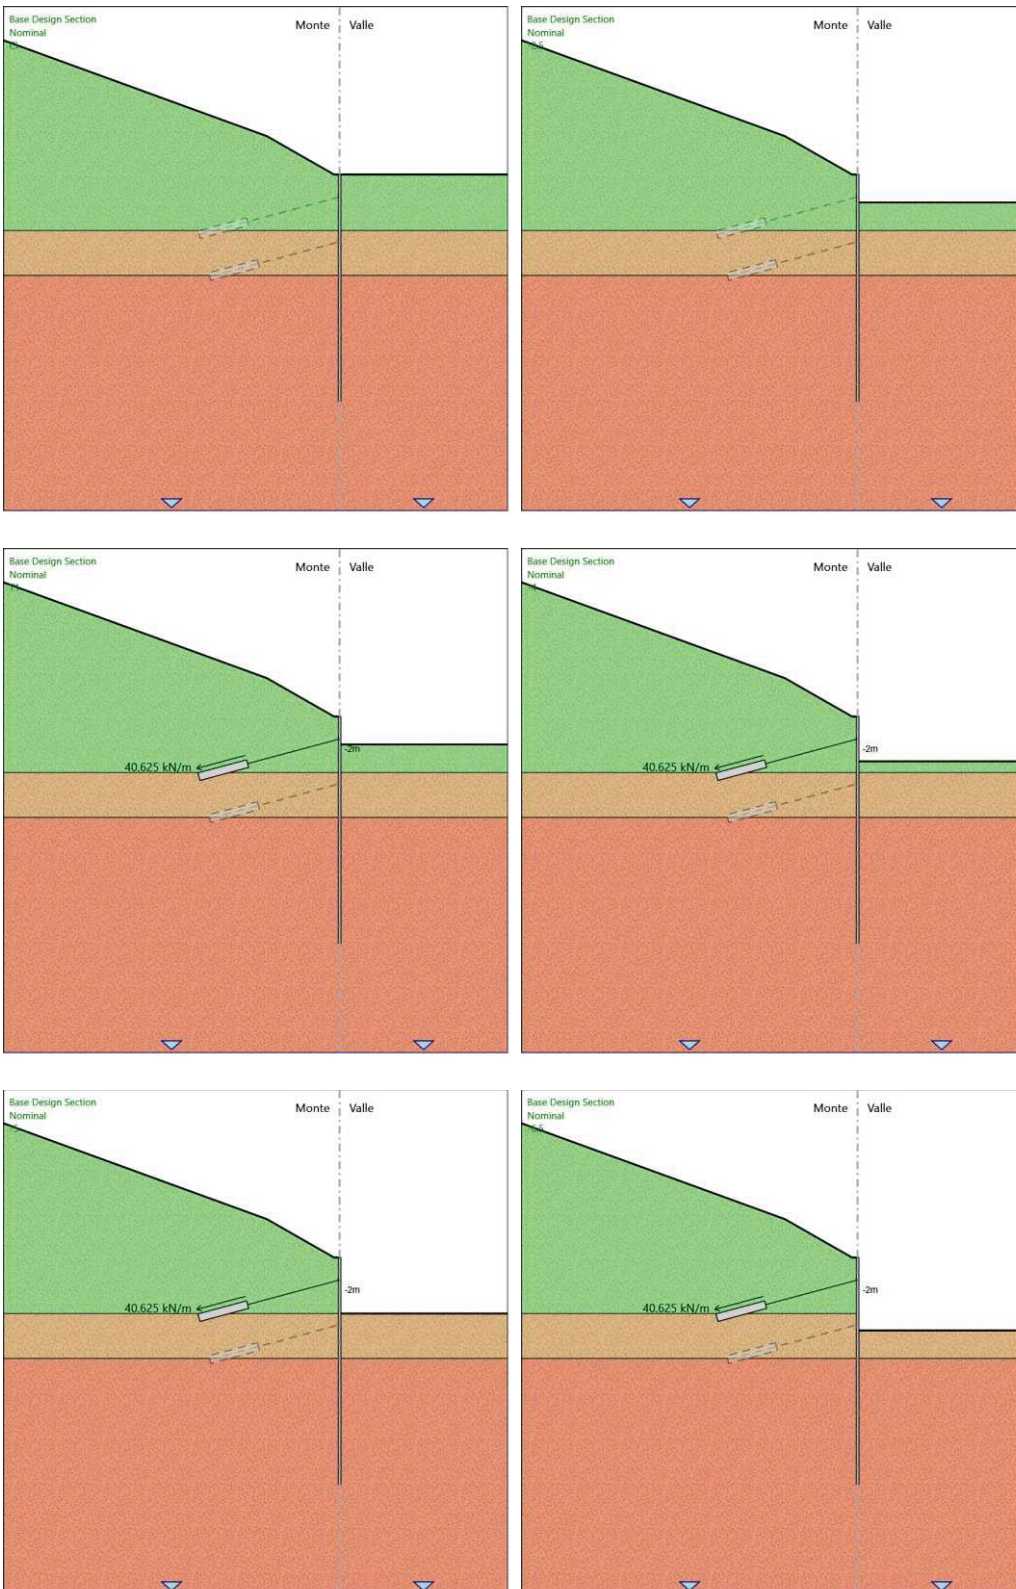 Base Design Section
Nominal
Monte
Valle
Base Design Section
Nominal
Monte
Valle
Base Design Section
Nominal
Monte
Valle
-2m
40.625 kN/m
Base Design Section
Nominal
Monte
Valle
-2m
40.625 kN/m
Base Design Section
Nominal
Monte
Valle
-2m
40.625 kN/m
Base Design Section
Nominal
Monte
Valle
-2m
40.625 kN/m